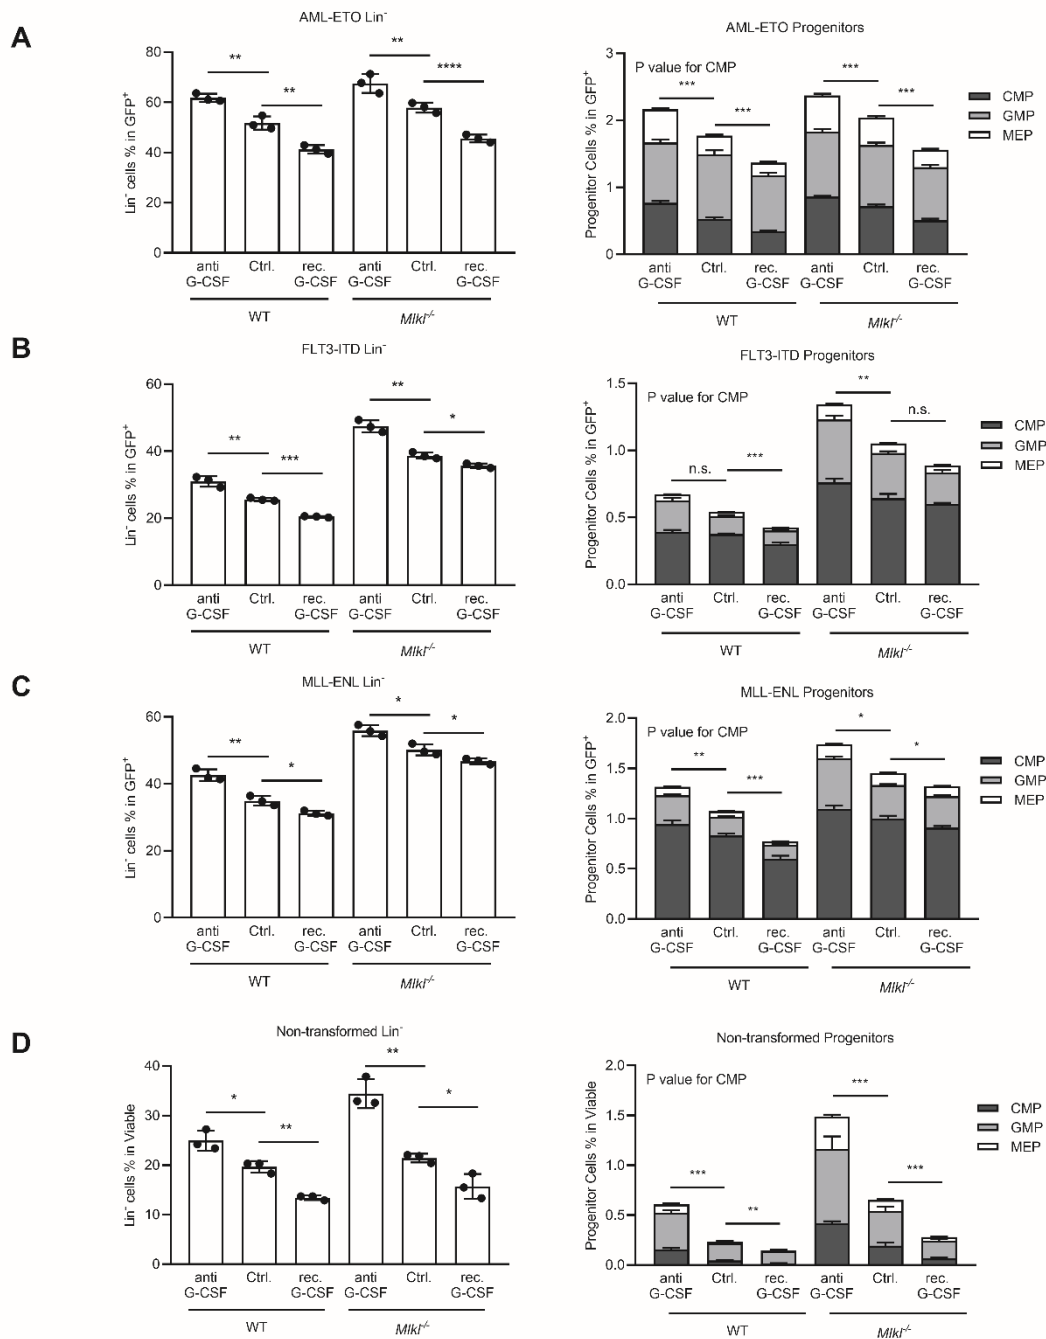 A
AML-ETO Lin⁻
Lin⁻ cells % in GFP⁺
80
60
40
20
0
** ** ** ****
anti G-CSF Ctrl. rec. G-CSF anti G-CSF Ctrl. rec. G-CSF
WT Mlkl⁻/⁻
AML-ETO Progenitors
Progenitor Cells % in GFP⁺
3
2
1
0
P value for CMP
*** *** *** ***
CMP
GMP
MEP
anti G-CSF Ctrl. rec. G-CSF anti G-CSF Ctrl. rec. G-CSF
WT Mlkl⁻/⁻
B
FLT3-ITD Lin⁻
Lin⁻ cells % in GFP⁺
60
40
20
0
** *** ** *
anti G-CSF Ctrl. rec. G-CSF anti G-CSF Ctrl. rec. G-CSF
WT Mlkl⁻/⁻
FLT3-ITD Progenitors
Progenitor Cells % in GFP⁺
1.5
1.0
0.5
0.0
P value for CMP
n.s. *** ** n.s.
CMP
GMP
MEP
anti G-CSF Ctrl. rec. G-CSF anti G-CSF Ctrl. rec. G-CSF
WT Mlkl⁻/⁻
C
MLL-ENL Lin⁻
Lin⁻ cells % in GFP⁺
60
40
20
0
** * * *
anti G-CSF Ctrl. rec. G-CSF anti G-CSF Ctrl. rec. G-CSF
WT Mlkl⁻/⁻
MLL-ENL Progenitors
Progenitor Cells % in GFP⁺
2.0
1.5
1.0
0.5
0.0
P value for CMP
** *** * *
CMP
GMP
MEP
anti G-CSF Ctrl. rec. G-CSF anti G-CSF Ctrl. rec. G-CSF
WT Mlkl⁻/⁻
D
Non-transformed Lin⁻
Lin⁻ cells % in Viable
40
30
20
10
0
* ** ** *
anti G-CSF Ctrl. rec. G-CSF anti G-CSF Ctrl. rec. G-CSF
WT Mlkl⁻/⁻
Non-transformed Progenitors
Progenitor Cells % in Viable
2.0
1.5
1.0
0.5
0.0
P value for CMP
*** ** *** ***
CMP
GMP
MEP
anti G-CSF Ctrl. rec. G-CSF anti G-CSF Ctrl. rec. G-CSF
WT Mlkl⁻/⁻